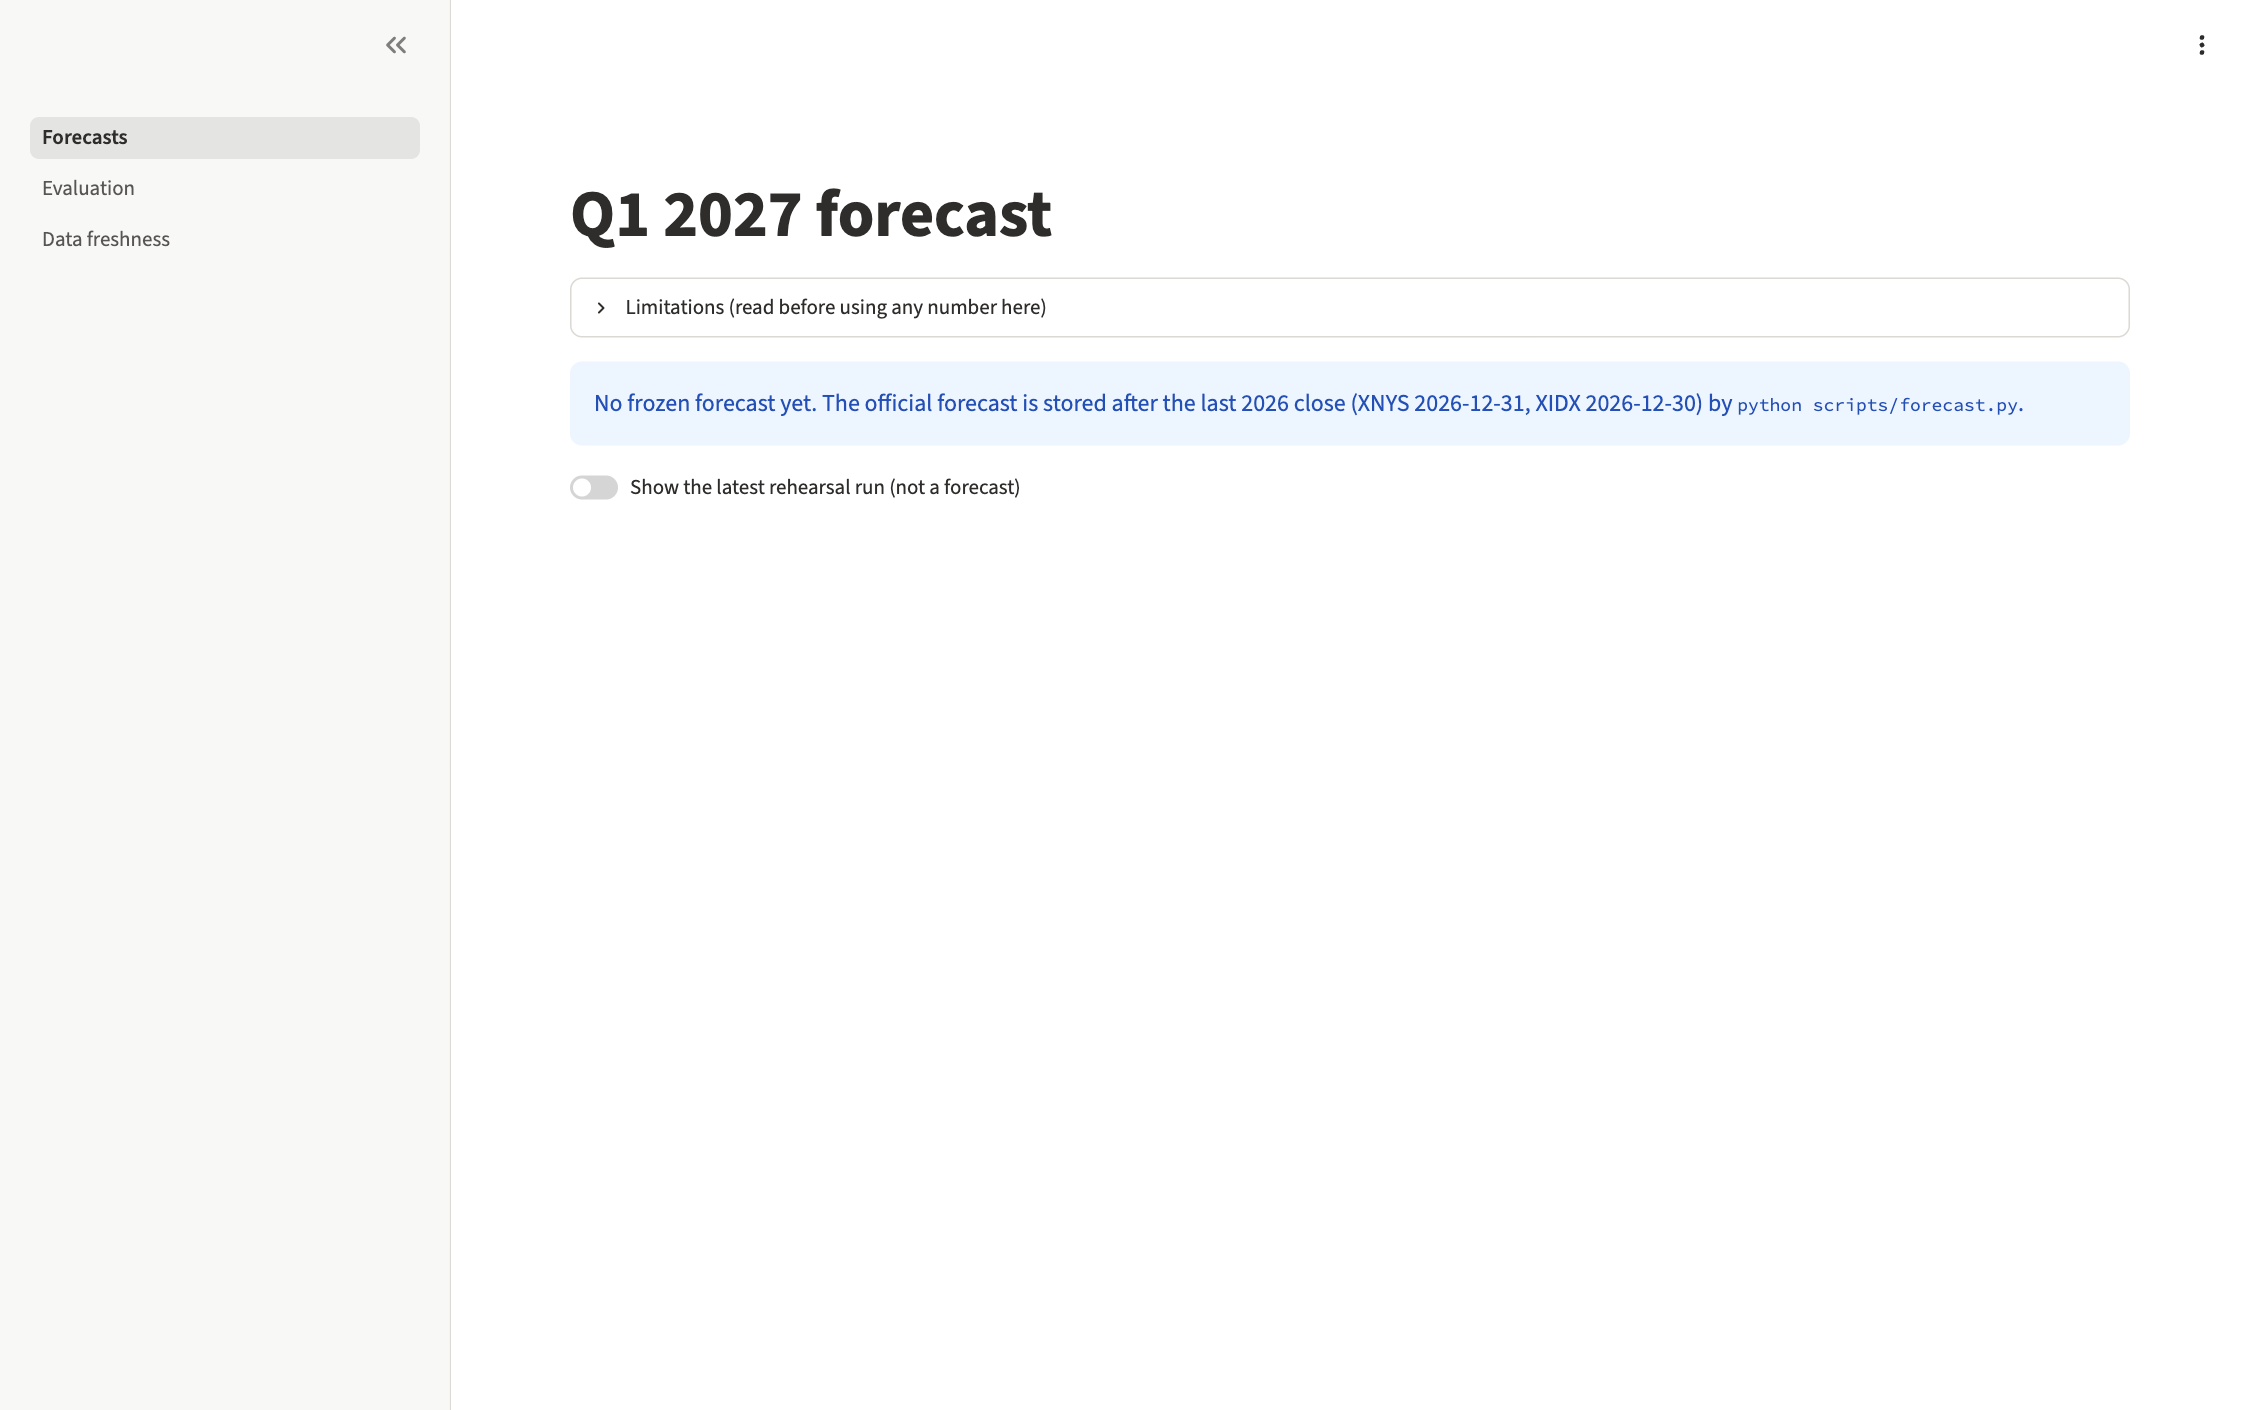 Forecasts
Evaluation
Data freshness
Q1 2027 forecast
Limitations (read before using any number here)
No frozen forecast yet. The official forecast is stored after the last 2026 close (XNYS 2026-12-31, XIDX 2026-12-30) by python scripts/forecast.py.
Show the latest rehearsal run (not a forecast)